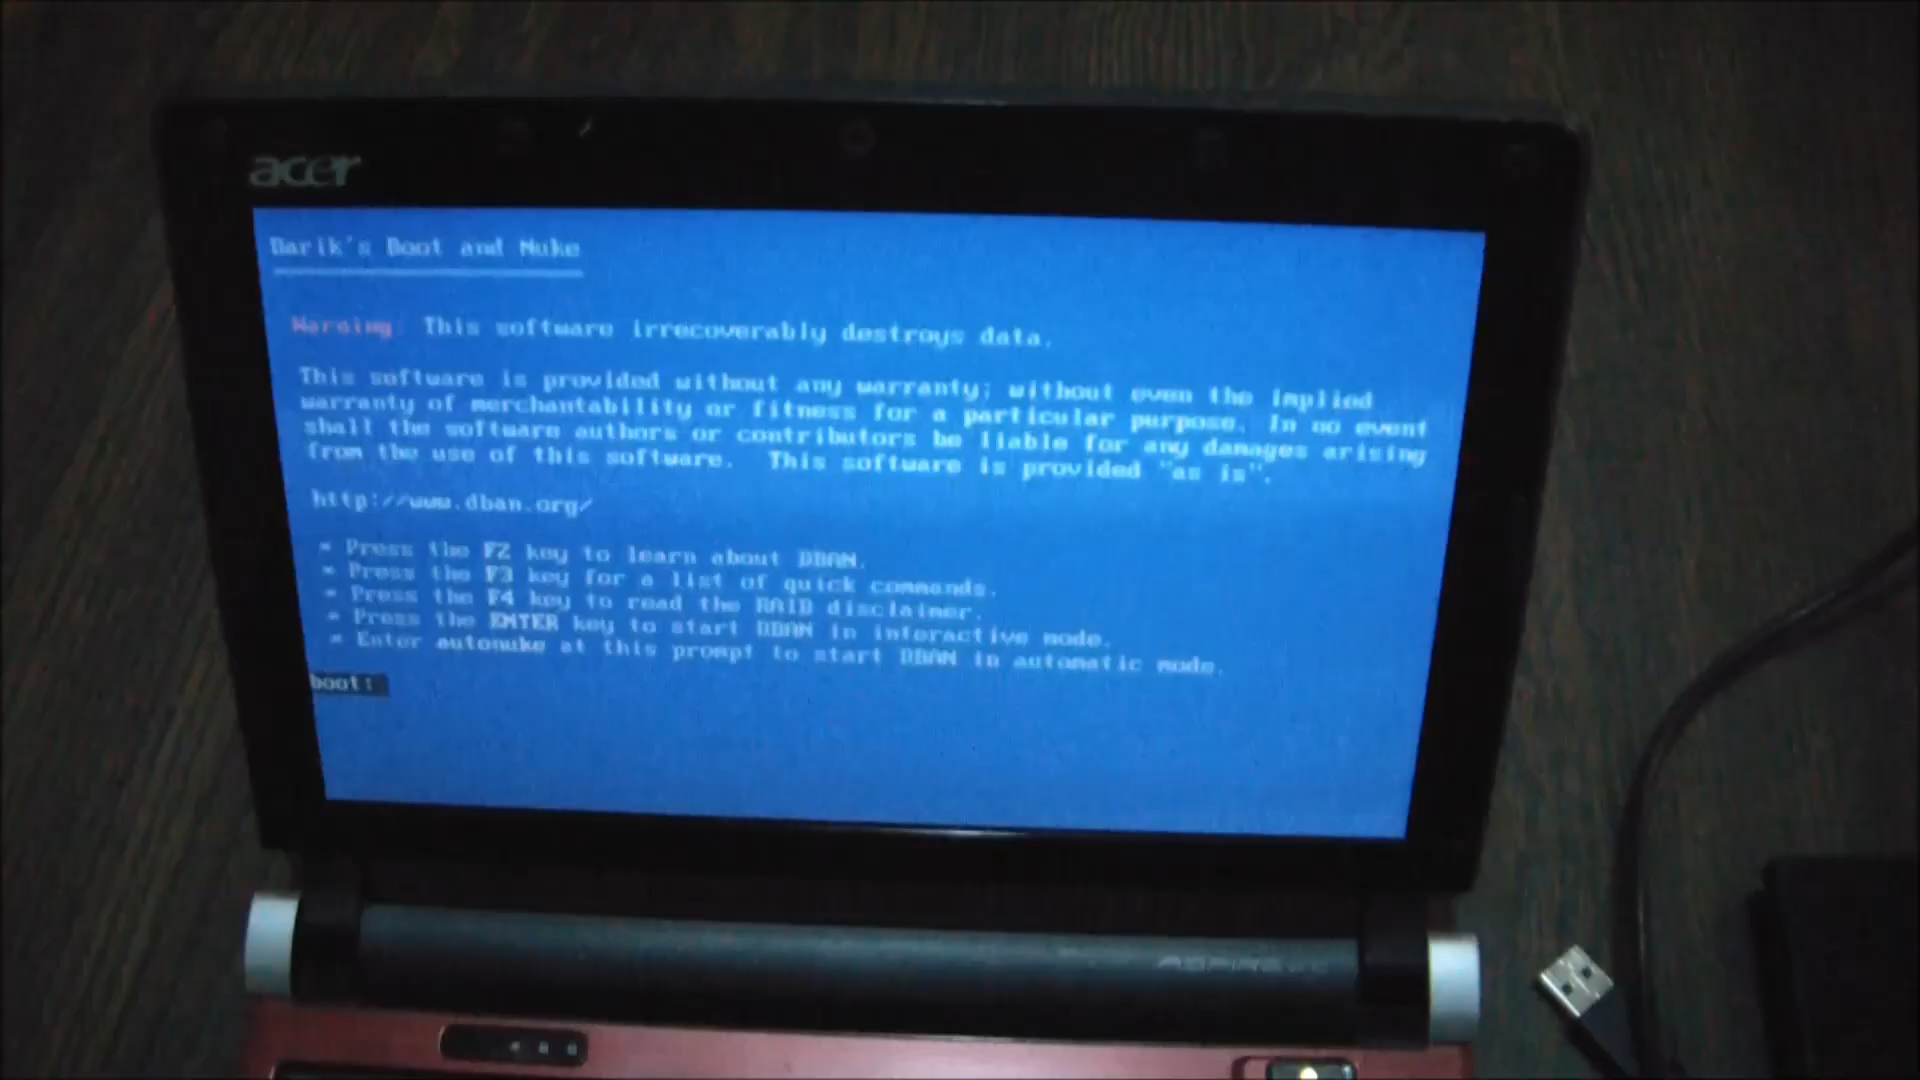 acer
Darik's Boot and Nuke
Warning: This software irrecoverably destroys data.
This software is provided without any warranty; without even the implied
warranty of merchantability or fitness for a particular purpose. In no event
shall the software authors or contributors be liable for any damages arising
from the use of this software. This software is provided "as is".
http://www.dban.org/
* Press the F2 key to learn about DBAN.
* Press the F3 key for a list of quick commands.
* Press the F4 key to read the RAID disclaimer.
* Press the ENTER key to start DBAN in interactive mode.
* Enter autonuke at this prompt to start DBAN in automatic mode.
boot: